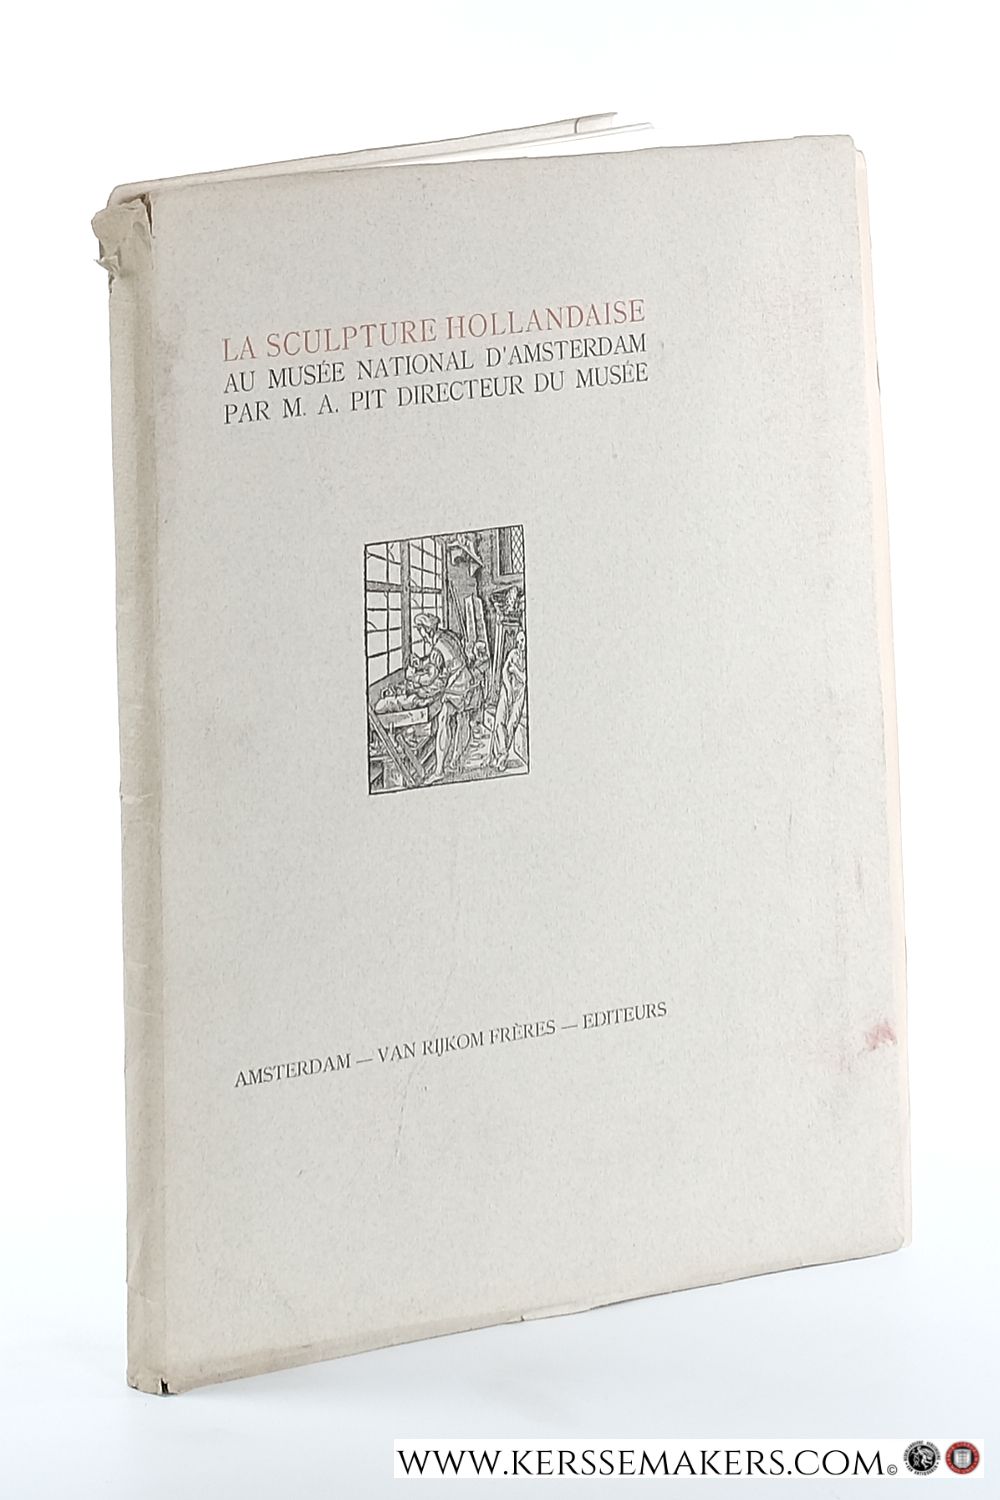 LA SCULPTURE HOLLANDAISE
AU MUSÉE NATIONAL D'AMSTERDAM
PAR M. A. PIT DIRECTEUR DU MUSÉE
AMSTERDAM — VAN RIJKOM FRÈRES — EDITEURS
WWW.KERSSEMAKERS.COM©